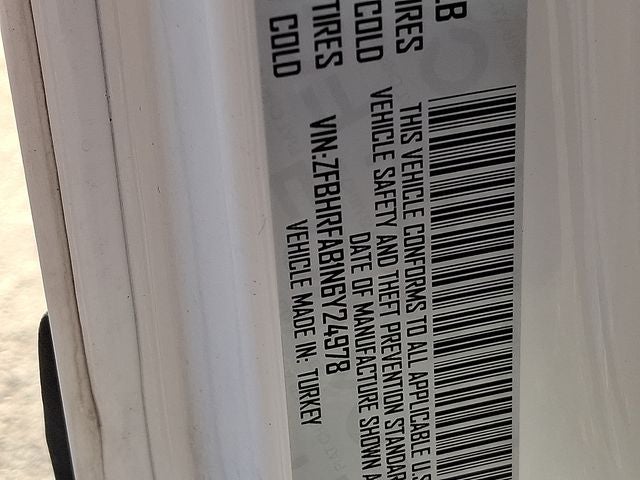 LB
IRES
COLD
TIRES
COLD
THIS VEHICLE CONFORMS TO ALL APPLICABLE U.S
VEHICLE SAFETY AND THEFT PREVENTION STANDAR
DATE OF MANUFACTURE SHOWN A
VIN:ZFBHRFAB1N6Y24978
VEHICLE MADE IN: TURKEY